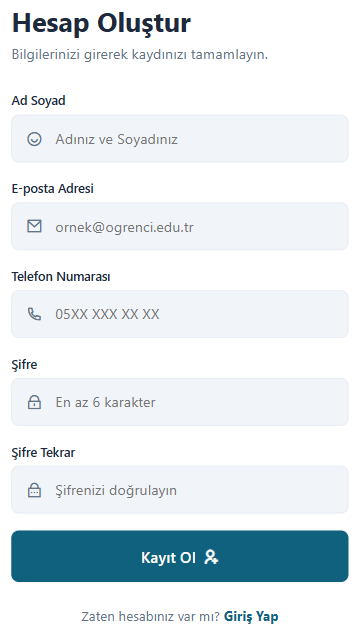 Hesap Oluştur
Bilgilerinizi girerek kaydınızı tamamlayın.
Ad Soyad
Adınız ve Soyadınız
E-posta Adresi
ornek@ogrenci.edu.tr
Telefon Numarası
05XX XXX XX XX
Şifre
En az 6 karakter
Şifre Tekrar
Şifrenizi doğrulayın
Kayıt Ol
Zaten hesabınız var mı? Giriş Yap